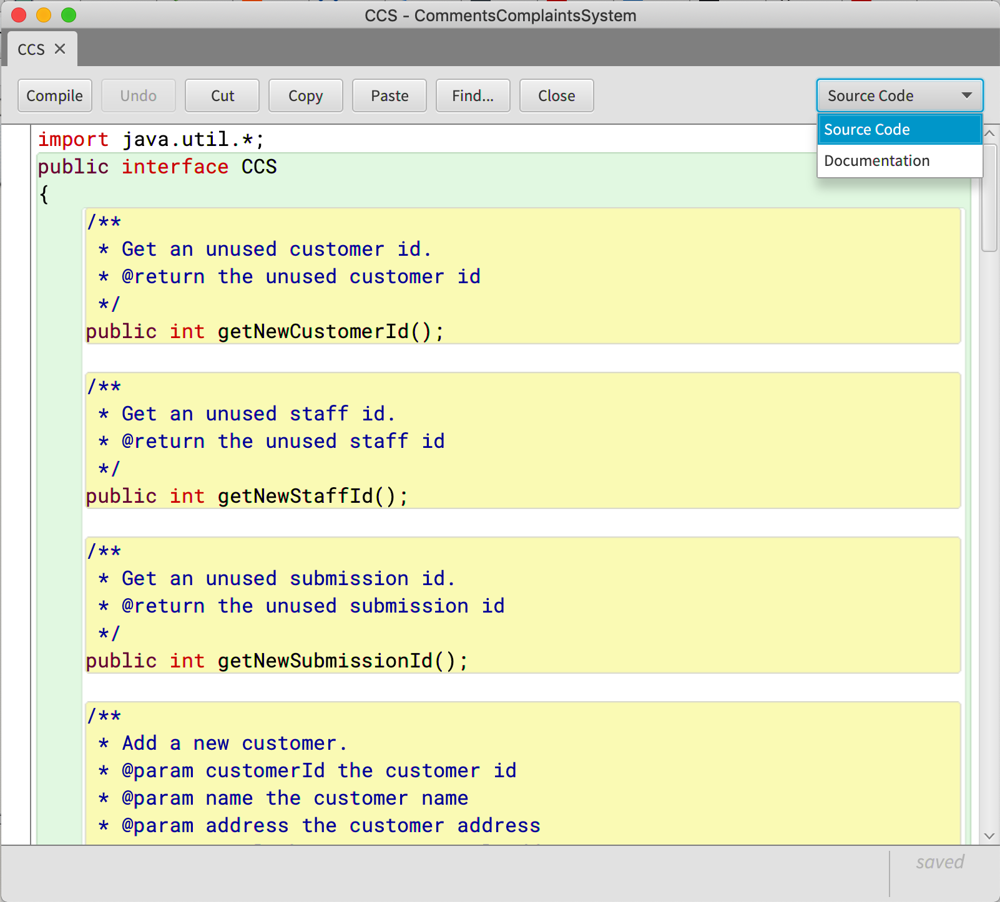 CCS - CommentsComplaintsSystem
CCS
Compile Undo Cut Copy Paste Find... Close Source Code
Source Code
Documentation
import java.util.*;
public interface CCS
{
/**
* Get an unused customer id.
* @return the unused customer id
*/
public int getNewCustomerId();
/**
* Get an unused staff id.
* @return the unused staff id
*/
public int getNewStaffId();
/**
* Get an unused submission id.
* @return the unused submission id
*/
public int getNewSubmissionId();
/**
* Add a new customer.
* @param customerId the customer id
* @param name the customer name
* @param address the customer address
saved